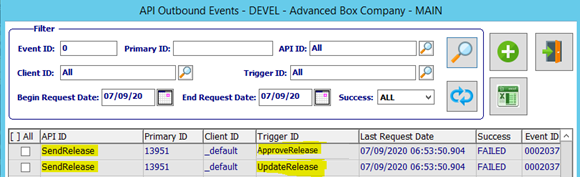 API Outbound Events - DEVEL - Advanced Box Company - MAIN
Filter
Event ID: 0 Primary ID: API ID: All
Client ID: All Trigger ID: All
Begin Request Date: 07/09/20 End Request Date: 07/09/20 Success: ALL
[ ] All API ID Primary ID Client ID Trigger ID Last Request Date Success Event ID
SendRelease 13951 _default ApproveRelease 07/09/2020 06:53:50.904 FAILED 0002037
SendRelease 13951 _default UpdateRelease 07/09/2020 06:53:50.904 FAILED 0002037